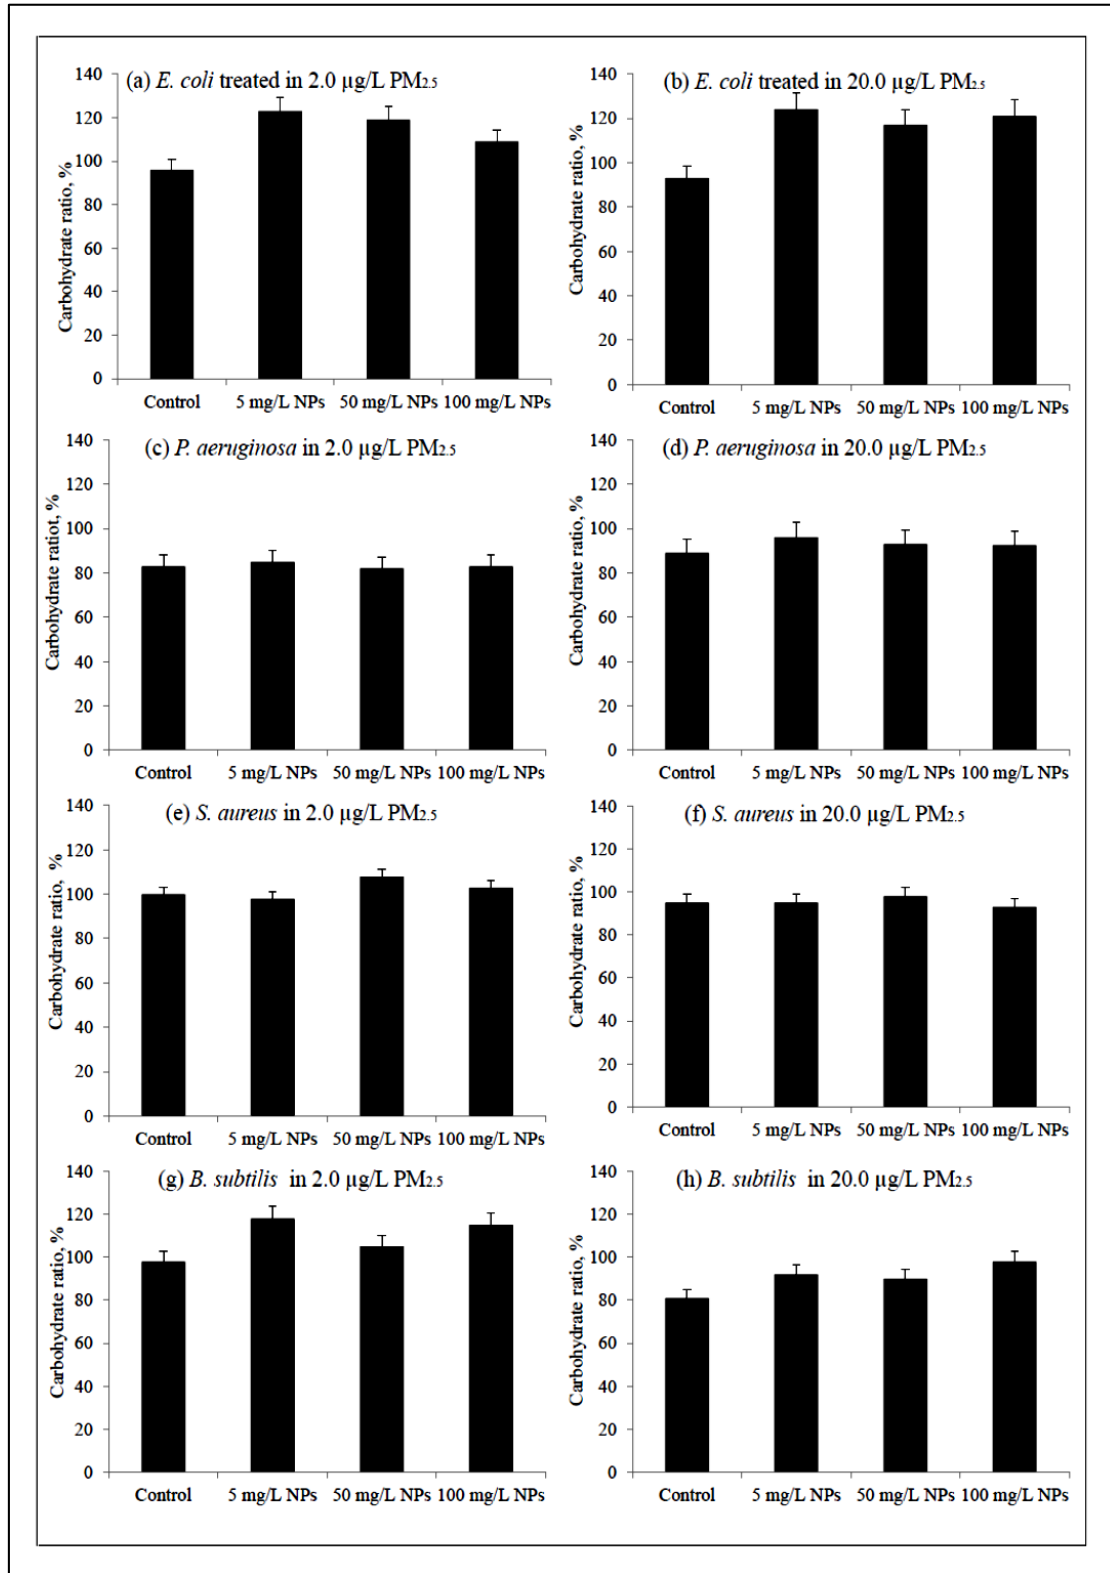 (a) E. coli treated in 2.0 µg/L PM2.5
Carbohydrate ratio, %
140
120
100
80
60
40
20
0
Control 5 mg/L NPs 50 mg/L NPs 100 mg/L NPs
(b) E. coli treated in 20.0 µg/L PM2.5
Carbohydrate ratio, %
140
120
100
80
60
40
20
0
Control 5 mg/L NPs 50 mg/L NPs 100 mg/L NPs
(c) P. aeruginosa in 2.0 µg/L PM2.5
Carbohydrate ratiot, %
140
120
100
80
60
40
20
0
Control 5 mg/L NPs 50 mg/L NPs 100 mg/L NPs
(d) P. aeruginosa in 20.0 µg/L PM2.5
Carbohydrate ratio, %
140
120
100
80
60
40
20
0
Control 5 mg/L NPs 50 mg/L NPs 100 mg/L NPs
(e) S. aureus in 2.0 µg/L PM2.5
Carbohydrate ratio, %
140
120
100
80
60
40
20
0
Control 5 mg/L NPs 50 mg/L NPs 100 mg/L NPs
(f) S. aureus in 20.0 µg/L PM2.5
Carbohydrate ratio, %
140
120
100
80
60
40
20
0
Control 5 mg/L NPs 50 mg/L NPs 100 mg/L NPs
(g) B. subtilis in 2.0 µg/L PM2.5
Carbohydrate ratio, %
140
120
100
80
60
40
20
0
Control 5 mg/L NPs 50 mg/L NPs 100 mg/L NPs
(h) B. subtilis in 20.0 µg/L PM2.5
Carbohydrate ratio, %
140
120
100
80
60
40
20
0
Control 5 mg/L NPs 50 mg/L NPs 100 mg/L NPs